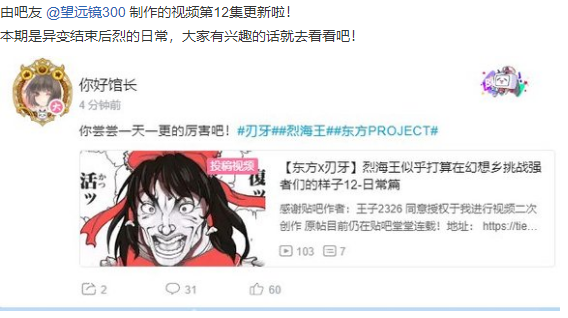 由吧友 @望远镜300 制作的视频第12集更新啦！
本期是异变结束后烈的日常，大家有兴趣的话就去看看吧！
你好馆长
4 分钟前
你尝尝一天一更的厉害吧！#刃牙##烈海王##东方PROJECT#
投稿视频
活ッ
かつ
復ッ
【东方x刃牙】烈海王似乎打算在幻想乡挑战强
者们的样子12-日常篇
感谢贴吧作者：王子2326 同意授权于我进行视频二次
创作 原帖目前仍在贴吧堂堂连载！地址： https://tie...
103 7
2 31 60